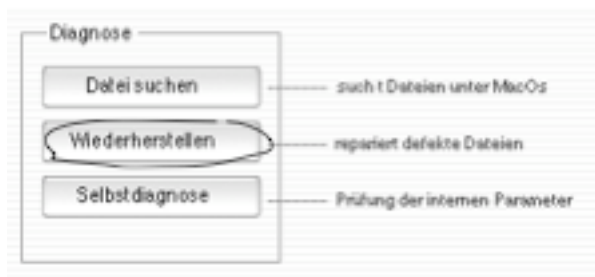 Diagnose
Datei suchen
such t Dateien unter MacOs
Wiederherstellen
repariert defekte Dateien
Selbstdiagnose
Prüfung der internen Parameter